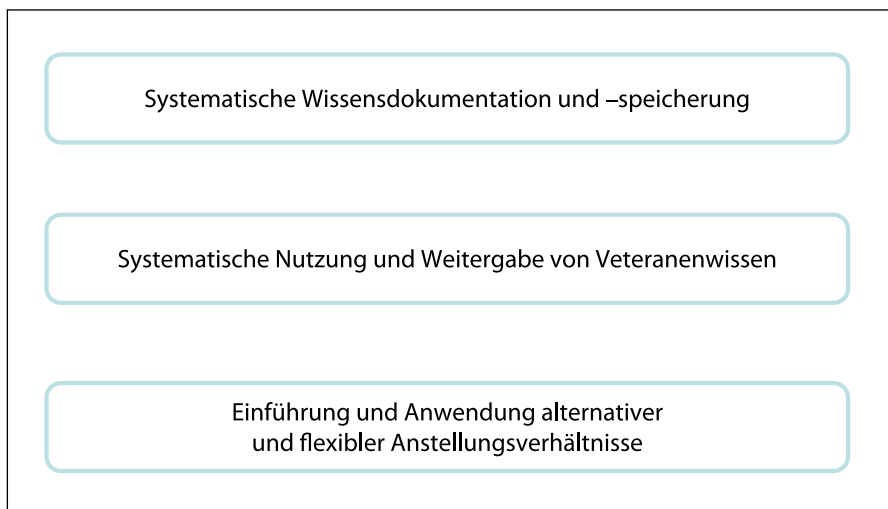 Systematische Wissensdokumentation und –speicherung
Systematische Nutzung und Weitergabe von Veteranenwissen
Einführung und Anwendung alternativer
und flexibler Anstellungsverhältnisse